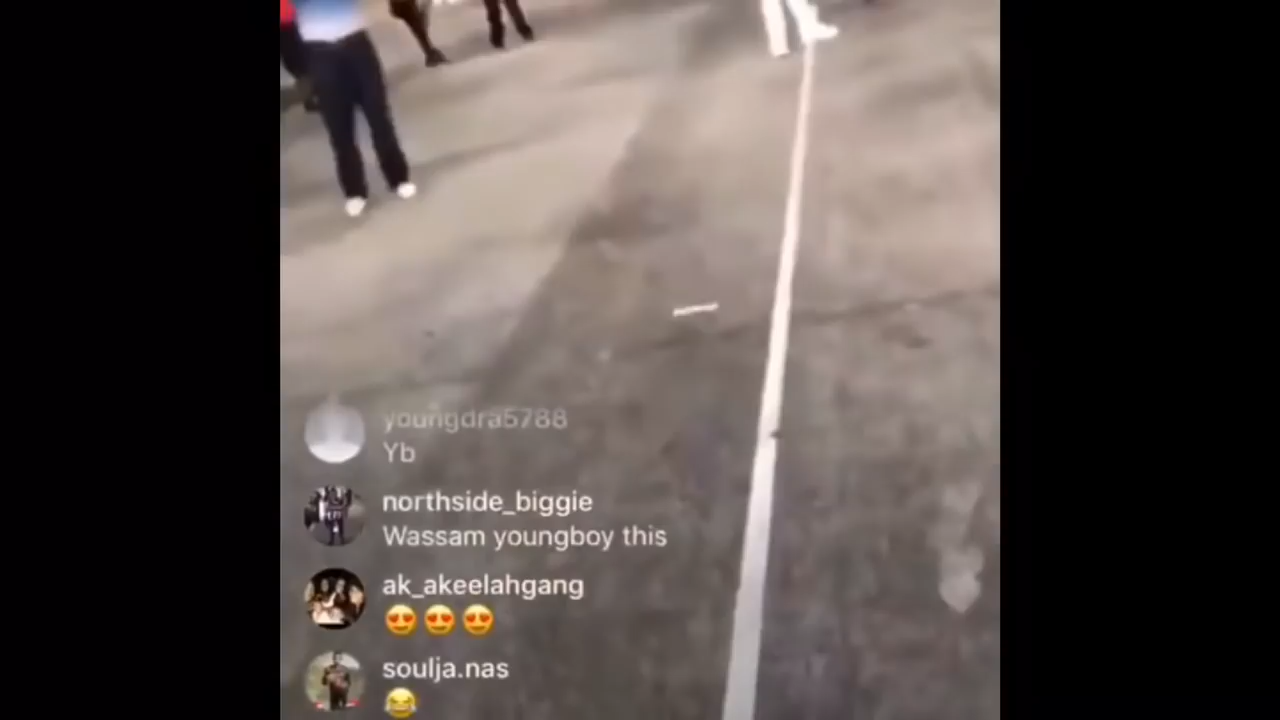 youngdra5788
Yb
northside_biggie
Wassam youngboy this
ak_akeelahgang
😍😍😍
soulja.nas
😂